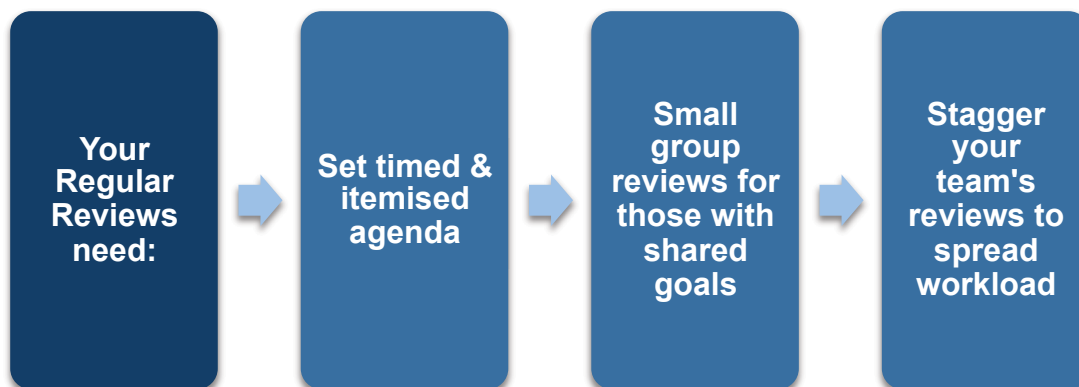 Your
Regular
Reviews
need:
Set timed &
itemised
agenda
Small
group
reviews for
those with
shared
goals
Stagger
your
team's
reviews to
spread
workload